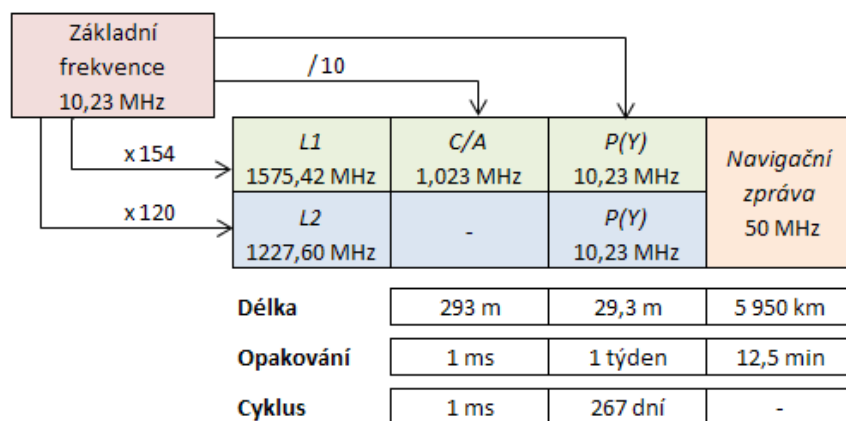 Základní
frekvence
10,23 MHz
/ 10
x 154
x 120
L1
1575,42 MHz
C/A
1,023 MHz
P(Y)
10,23 MHz
Navigační
zpráva
50 MHz
L2
1227,60 MHz
-
P(Y)
10,23 MHz
Délka 293 m 29,3 m 5 950 km
Opakování 1 ms 1 týden 12,5 min
Cyklus 1 ms 267 dní -